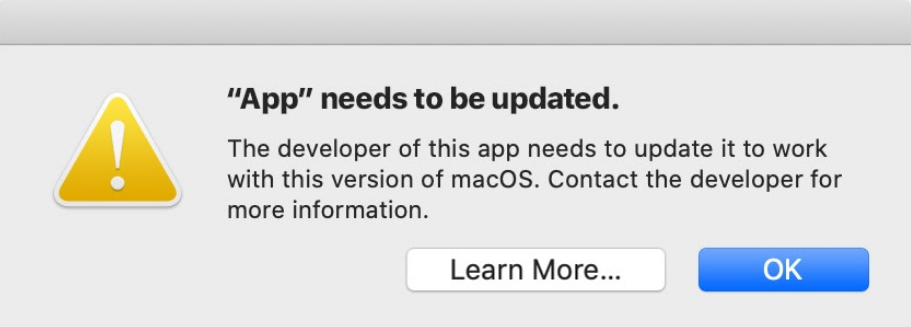 “App” needs to be updated.
The developer of this app needs to update it to work
with this version of macOS. Contact the developer for
more information.
Learn More...
OK